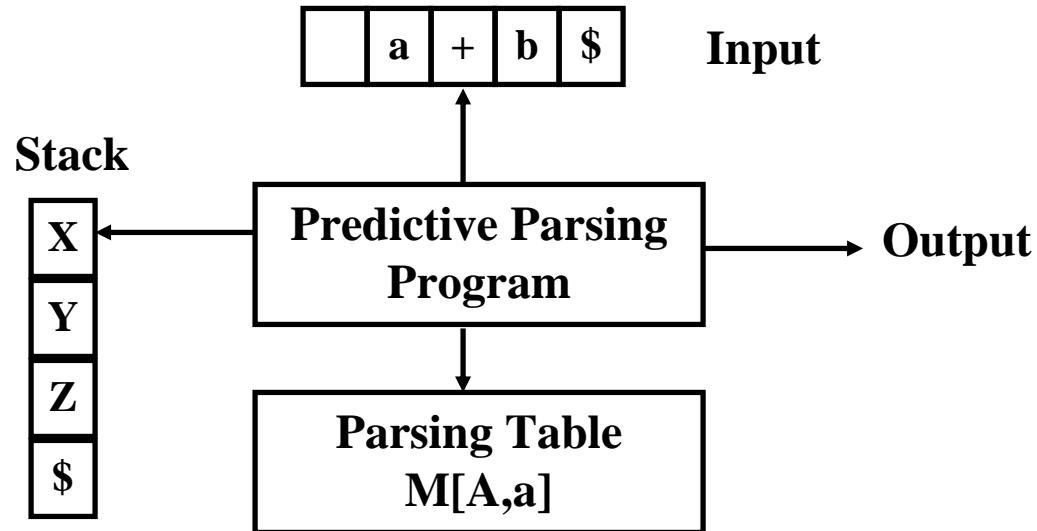 a + b $ Input
Stack
X
Y
Z
$
Predictive Parsing
Program
Output
Parsing Table
M[A,a]